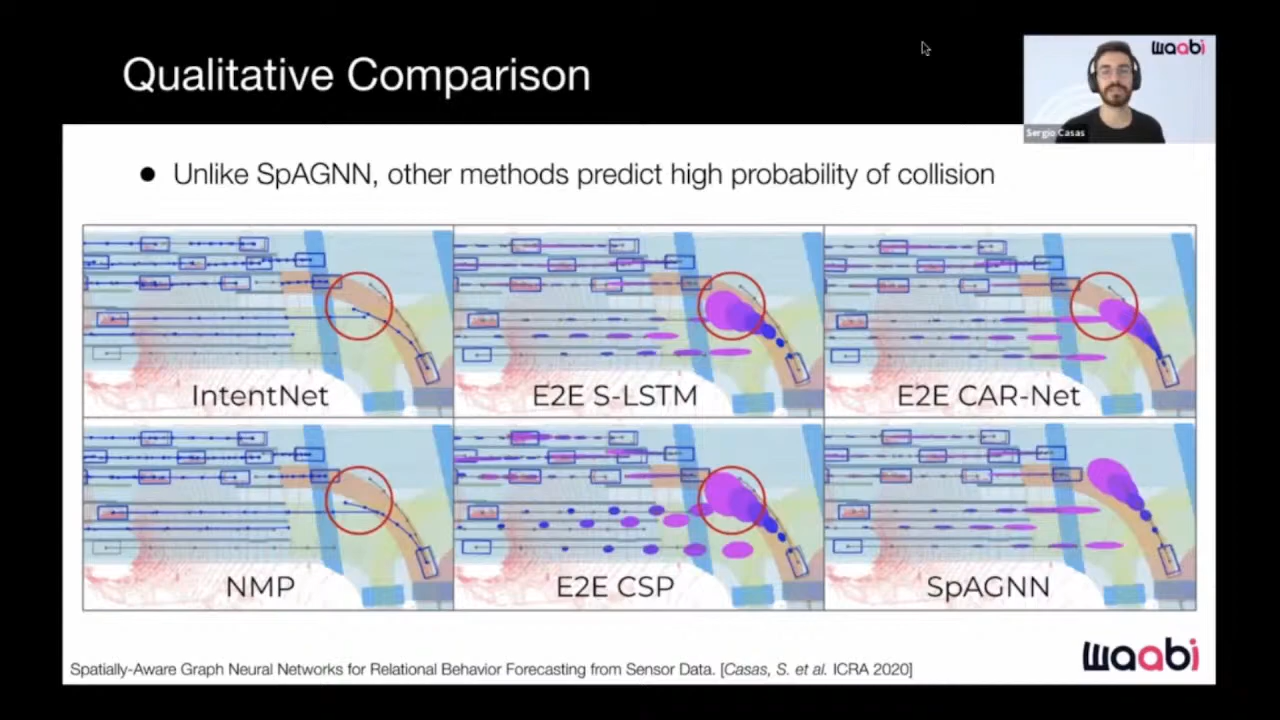 Qualitative Comparison
waabi
Sergio Casas
● Unlike SpAGNN, other methods predict high probability of collision
IntentNet
E2E S-LSTM
E2E CAR-Net
NMP
E2E CSP
SpAGNN
waabi
Spatially-Aware Graph Neural Networks for Relational Behavior Forecasting from Sensor Data. [Casas, S. et al. ICRA 2020]